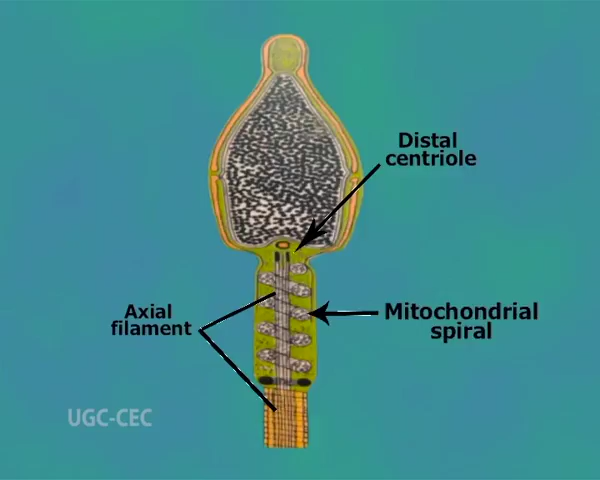 Distal
centriole
Axial
filament
Mitochondrial
spiral
UGC-CEC